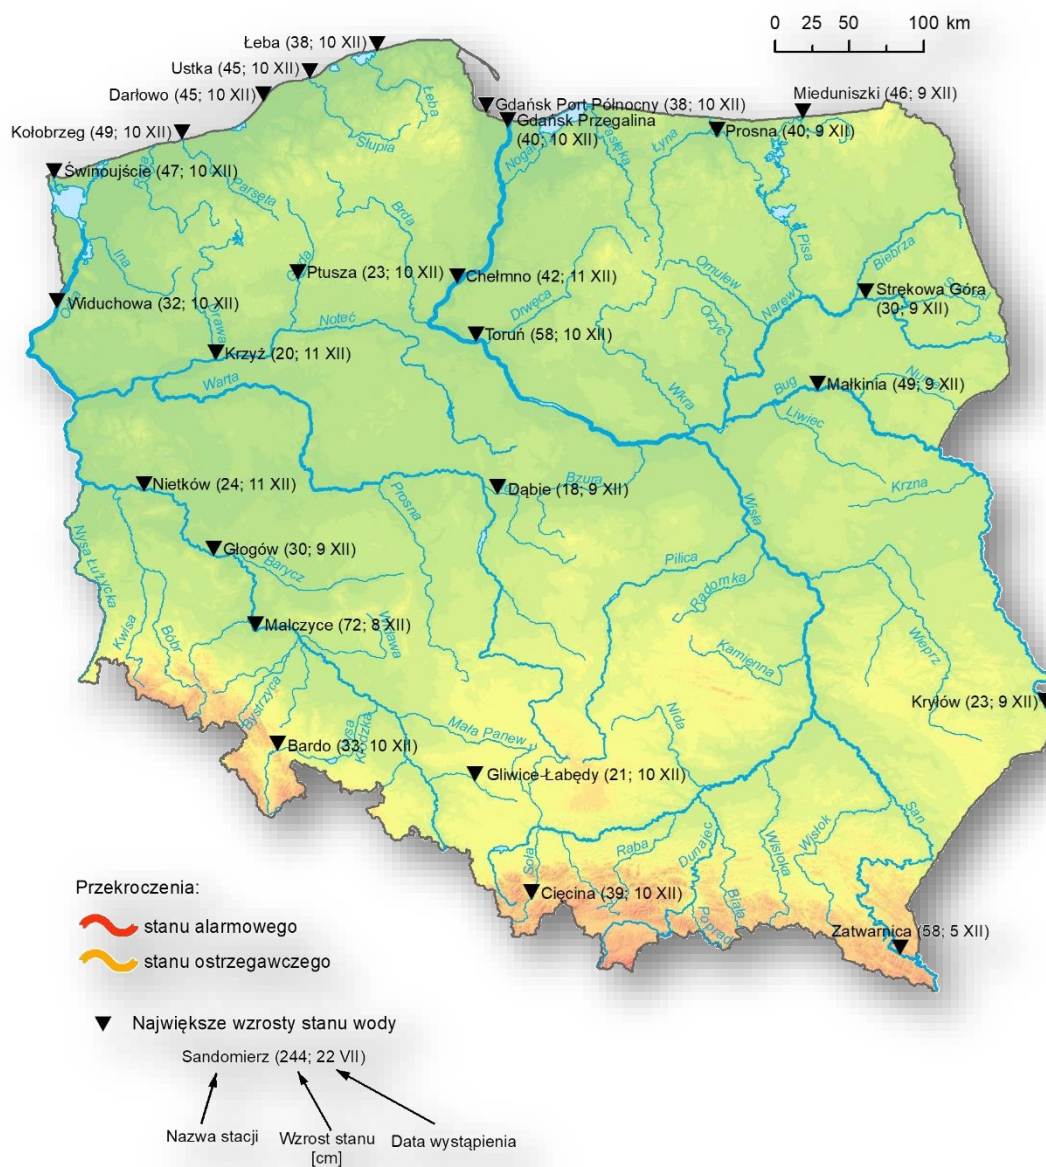 0 25 50 100 km
Łeba (38; 10 XII)
Ustka (45; 10 XII)
Darłowo (45; 10 XII)
Kołobrzeg (49; 10 XII)
Świnoujście (47; 10 XII)
Gdańsk Port Północny (38; 10 XII)
Gdańsk Przegalina
(40; 10 XII)
Mieduniszki (46; 9 XII)
Prosna (40; 9 XII)
Łeba
Słupia
Parsęta
Nogat
Pasłęka
Łyna
Brda
Ina
Gwda
Ptusza (23; 10 XII)
Chełmno (42; 11 XII)
Drwęca
Omulew
Pisa
Biebrza
Strękowa Góra
(30; 9 XII)
Widuchowa (32; 10 XII)
Drawa
Noteć
Toruń (58; 10 XII)
Orzyc
Narew
Krzyż (20; 11 XII)
Warta
Wkra
Bug
Małkinia (49; 9 XII)
Liwiec
Nietków (24; 11 XII)
Prosna
Dąbie (18; 9 XII)
Bzura
Krzna
Wisła
Głogów (30; 9 XII)
Barycz
Pilica
Radomka
Nysa Łużycka
Kwisa
Bóbr
Malczyce (72; 8 XII)
Widawa
Kamienna
Wieprz
Bystrzyca
Kryłów (23; 9 XII)
Bardo (33; 10 XII)
Nysa
Kłodzka
Mała Panew
Nida
Gliwice-Łabędy (21; 10 XII)
San
Soła
Raba
Dunajec
Wisłoka
Wisłok
Cięcina (39; 10 XII)
Biała
Poprad
Zatwarnica (58; 5 XII)
Przekroczenia:
stanu alarmowego
stanu ostrzegawczego
Największe wzrosty stanu wody
Sandomierz (244; 22 VII)
Nazwa stacji
Wzrost stanu
[cm]
Data wystąpienia